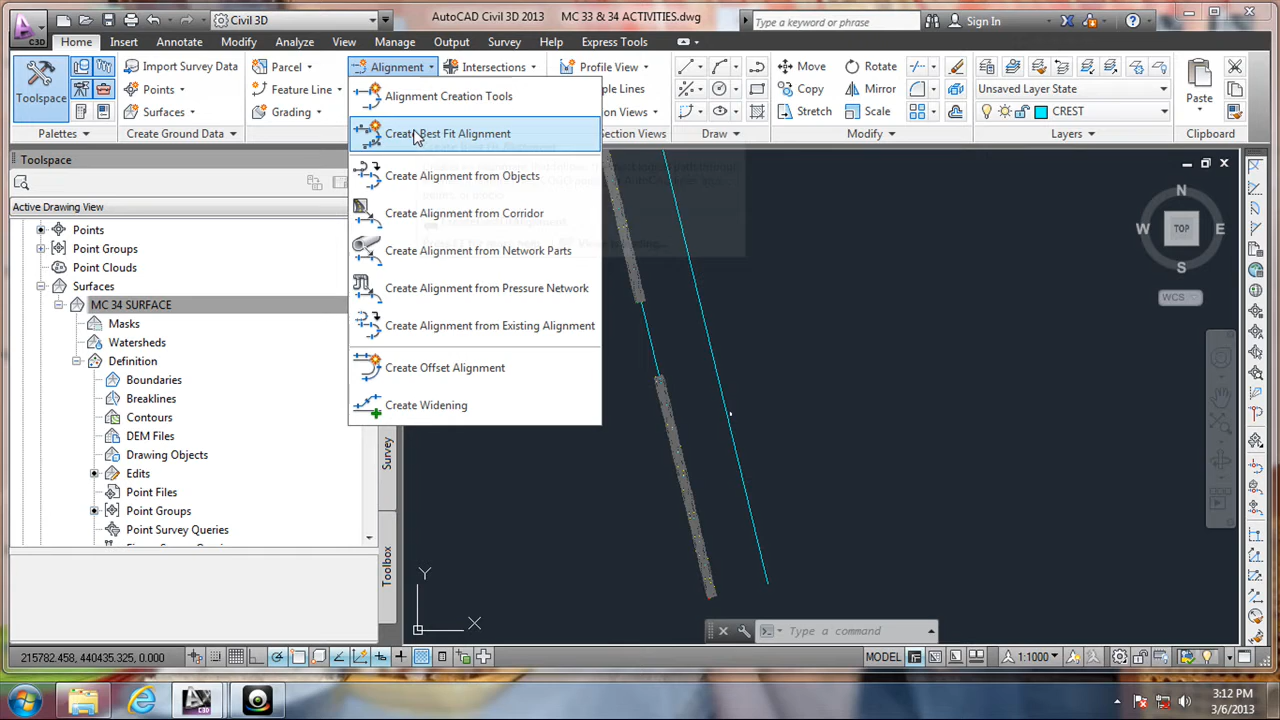 Civil 3D
AutoCAD Civil 3D 2013 MC 33 & 34 ACTIVITIES.dwg
Type a keyword or phrase
Sign In
C3D
Home Insert Annotate Modify Analyze View Manage Output Survey Help Express Tools
Toolspace
Import Survey Data
Points
Surfaces
Parcel
Feature Line
Grading
Alignment
Intersections
Profile View
ple Lines
Move
Rotate
Copy
Stretch
Scale
Unsaved Layer State
CREST
Paste
Palettes
Create Ground Data
Section Views
Draw
Layers
Clipboard
Alignment Creation Tools
Create Best Fit Alignment
Create Alignment from Objects
Create Alignment from Corridor
Create Alignment from Network Parts
Create Alignment from Pressure Network
Create Alignment from Existing Alignment
Create Offset Alignment
Create Widening
Toolspace
Active Drawing View
Points
Point Groups
Point Clouds
Surfaces
MC 34 SURFACE
Masks
Watersheds
Definition
Boundaries
Breaklines
Contours
DEM Files
Drawing Objects
Edits
Point Files
Point Groups
Point Survey Queries
Survey
Toolbox
N
W TOP E
S
WCS
Y
X
Type a command
215782.458, 440435.325, 0.000
MODEL
1:1000
3:12 PM
3/6/2013